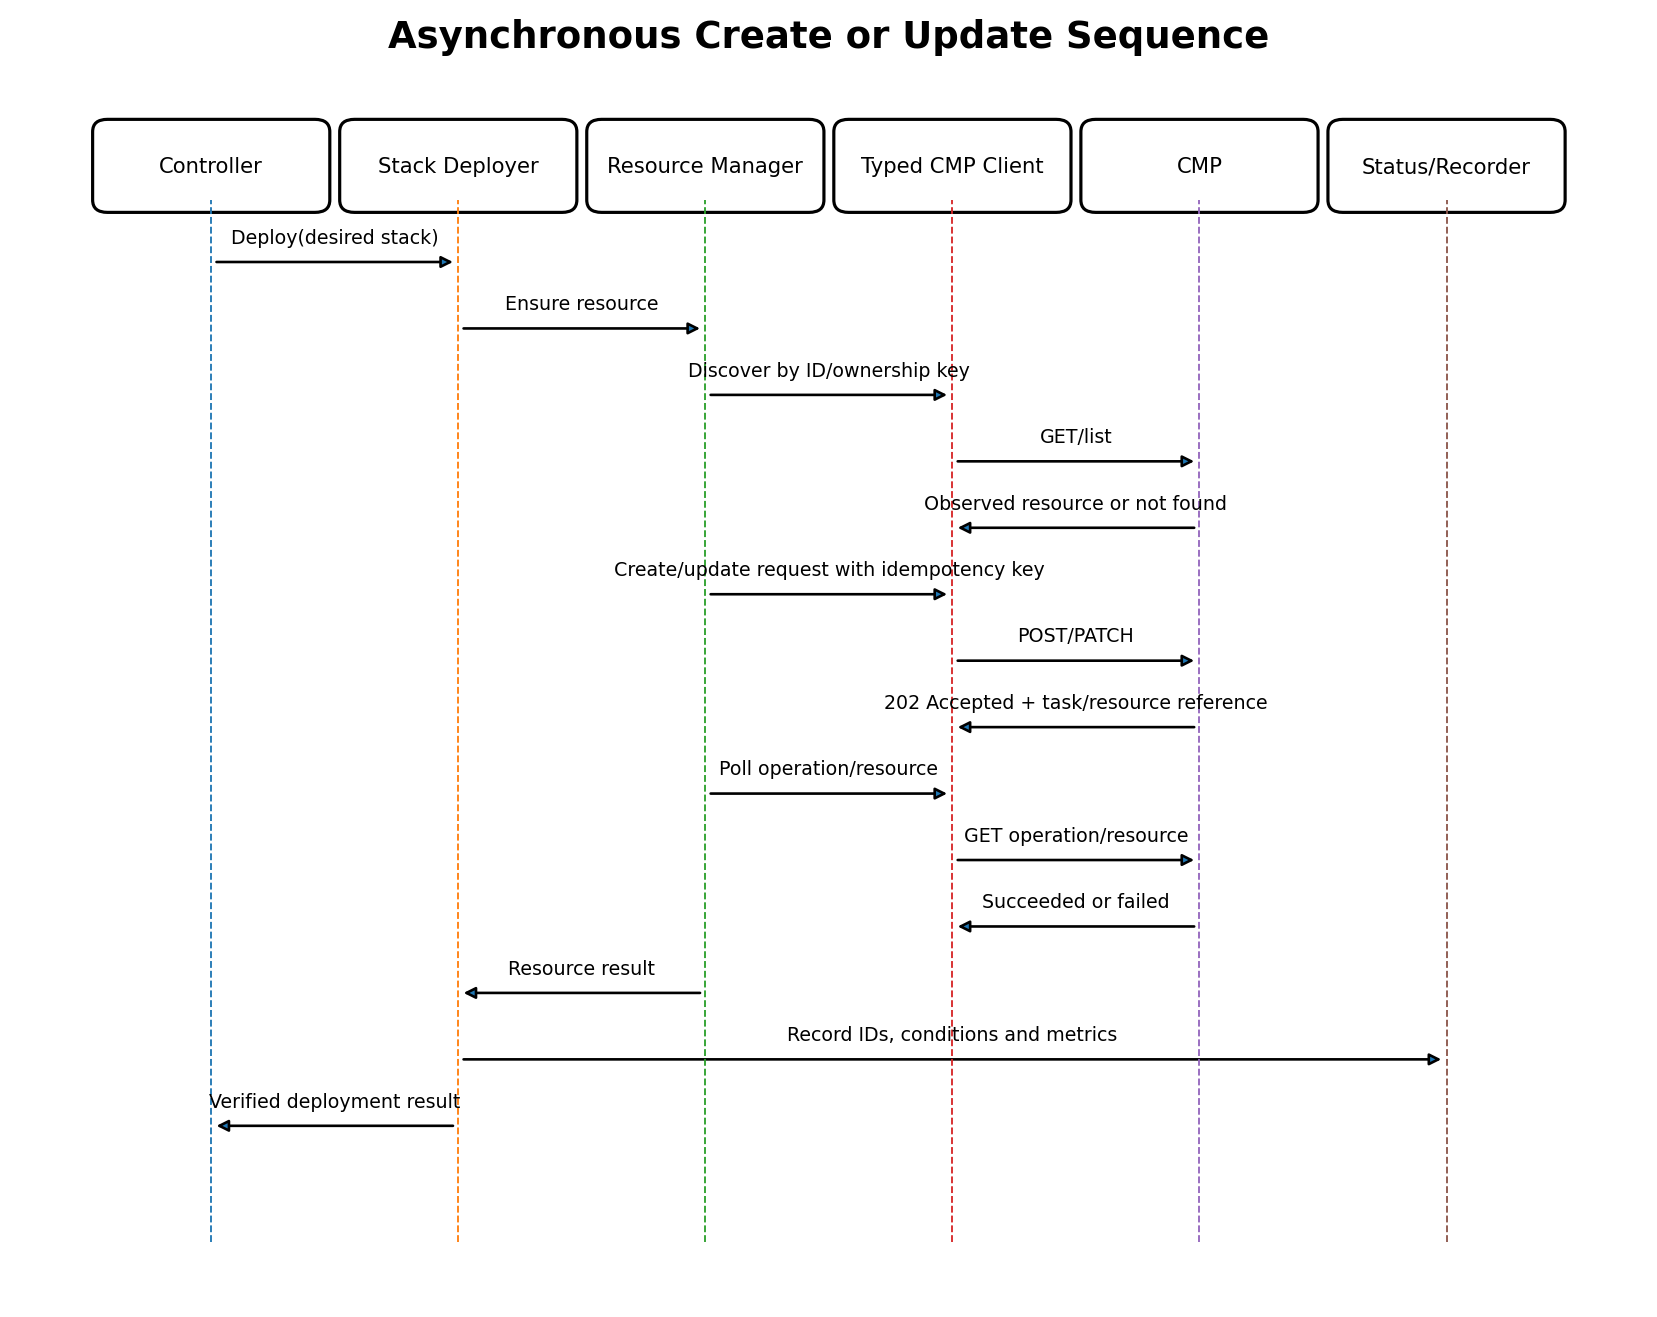 Asynchronous Create or Update Sequence
Controller
Stack Deployer
Resource Manager
Typed CMP Client
CMP
Status/Recorder
Deploy(desired stack)
Ensure resource
Discover by ID/ownership key
GET/list
Observed resource or not found
Create/update request with idempotency key
POST/PATCH
202 Accepted + task/resource reference
Poll operation/resource
GET operation/resource
Succeeded or failed
Resource result
Record IDs, conditions and metrics
Verified deployment result